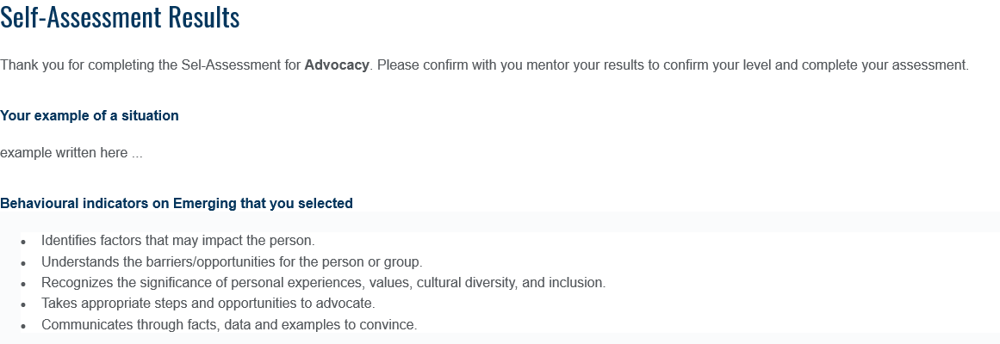 Self-Assessment Results
Thank you for completing the Sel-Assessment for Advocacy. Please confirm with you mentor your results to confirm your level and complete your assessment.
Your example of a situation
example written here ...
Behavioural indicators on Emerging that you selected
• Identifies factors that may impact the person.
• Understands the barriers/opportunities for the person or group.
• Recognizes the significance of personal experiences, values, cultural diversity, and inclusion.
• Takes appropriate steps and opportunities to advocate.
• Communicates through facts, data and examples to convince.